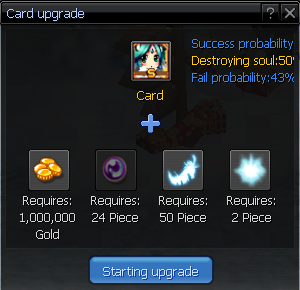 Card upgrade
?
X
Success probability
Destroying soul:50
Fail probability:43%
S
Card
Requires:
1,000,000
Gold
Requires:
24 Piece
Requires:
50 Piece
Requires:
2 Piece
Starting upgrade